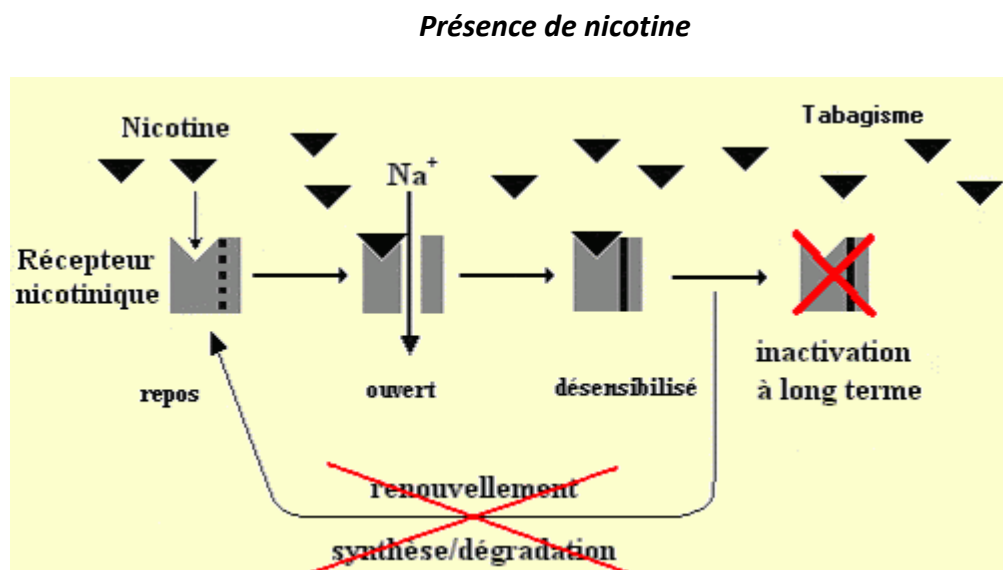 Présence de nicotine
Nicotine
Tabagisme
Na+
Récepteur
nicotinique
repos
ouvert
désensibilisé
inactivation
à long terme
renouvellement
synthèse/dégradation